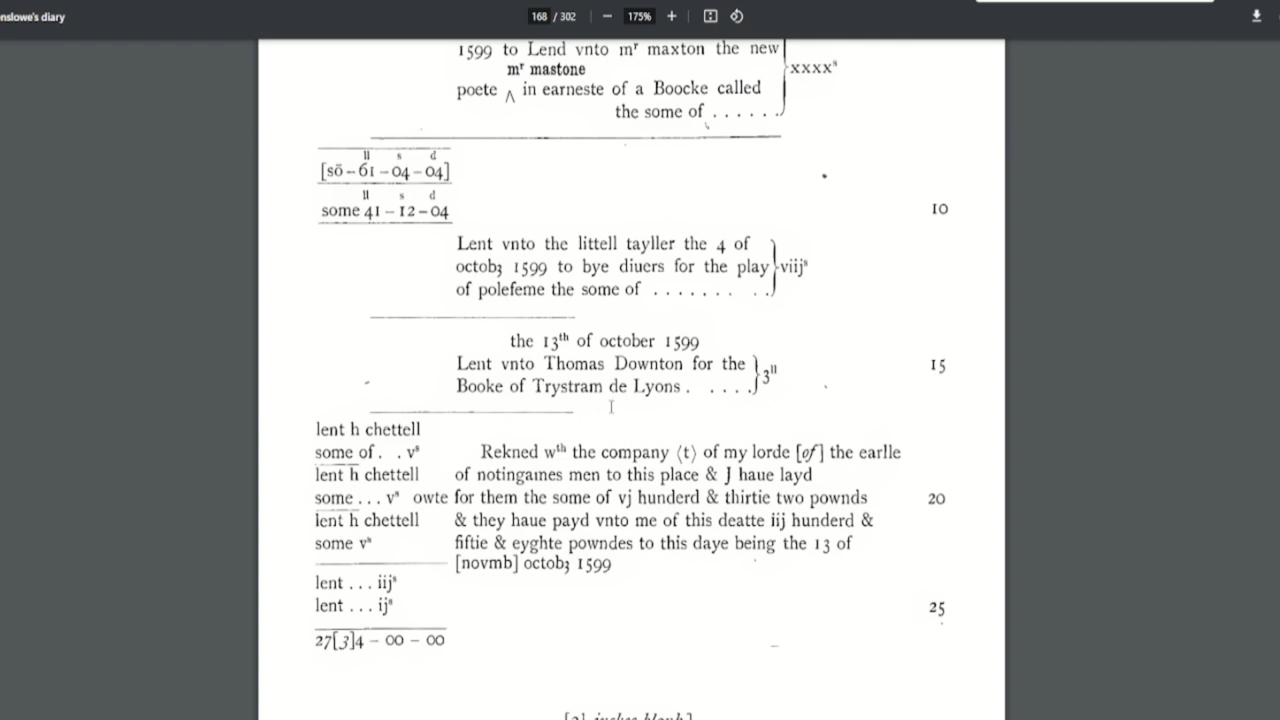 nslowe's diary
168 / 302 — 175% +
1599 to Lend vnto mʳ maxton the new
mʳ mastone
poete ∧ in earneste of a Boocke called
the some of . . . . . .
xxxxˢ
ll s d
[sō – 61 – 04 – 04]
ll s d
some 41 – 12 – 04
10
Lent vnto the littell tayller the 4 of
octobȝ 1599 to bye diuers for the play
of polefeme the some of . . . . . . . . .
viijˢ
the 13ᵗʰ of october 1599
Lent vnto Thomas Downton for the
Booke of Trystram de Lyons . . . . .
3ˡˡ
15
lent h chettell
some of . . vˢ Rekned wᵗʰ the company ⟨t⟩ of my lorde [of] the earlle
lent h chettell of notingames men to this place & J haue layd
some . . . vˢ owte for them the some of vj hunderd & thirtie two pownds 20
lent h chettell & they haue payd vnto me of this deatte iij hunderd &
some vˢ fiftie & eyghte powndes to this daye being the 13 of
[novmb] octobȝ 1599
lent . . . iijˢ
lent . . . ijˢ 25
27[3]4 – 00 – 00
inches blank]